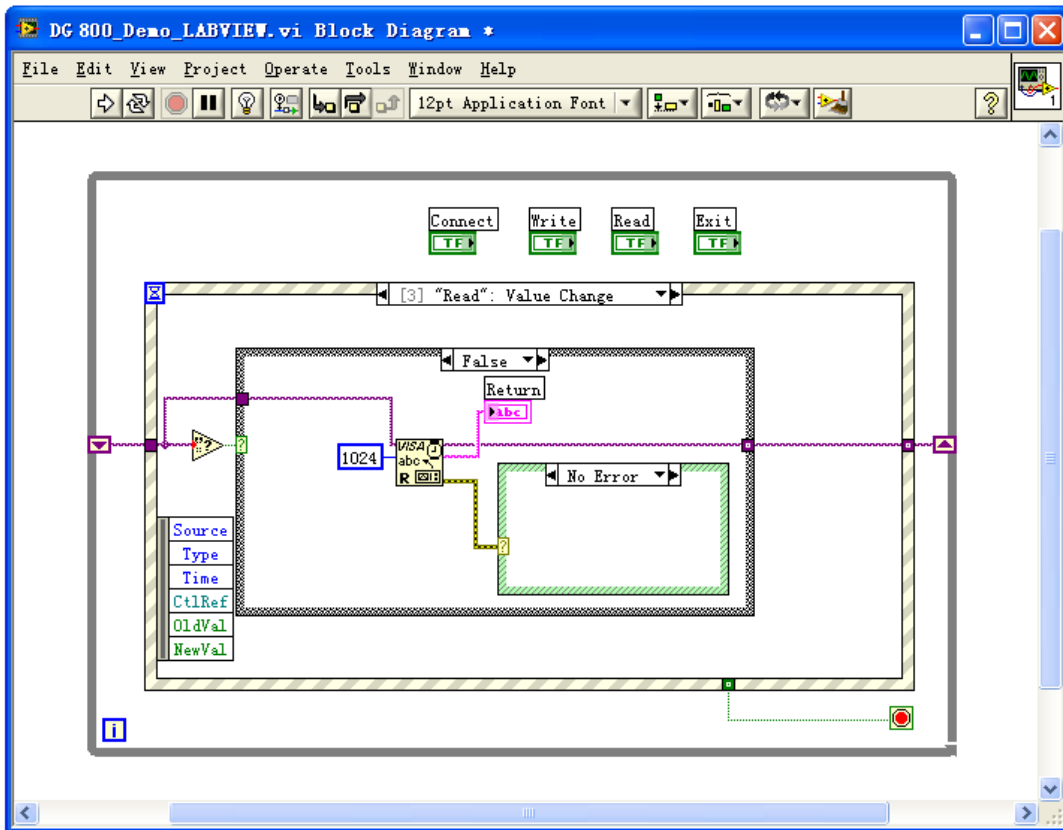 DG 800_Demo_LABVIEW.vi Block Diagram *
File Edit View Project Operate Tools Window Help
12pt Application Font
1
Connect Write Read Exit
TF TF TF TF
[3] "Read": Value Change
False
Return
abc
"?
?
1024
VISA
abc
R
No Error
?
Source
Type
Time
CtlRef
OldVal
NewVal
i